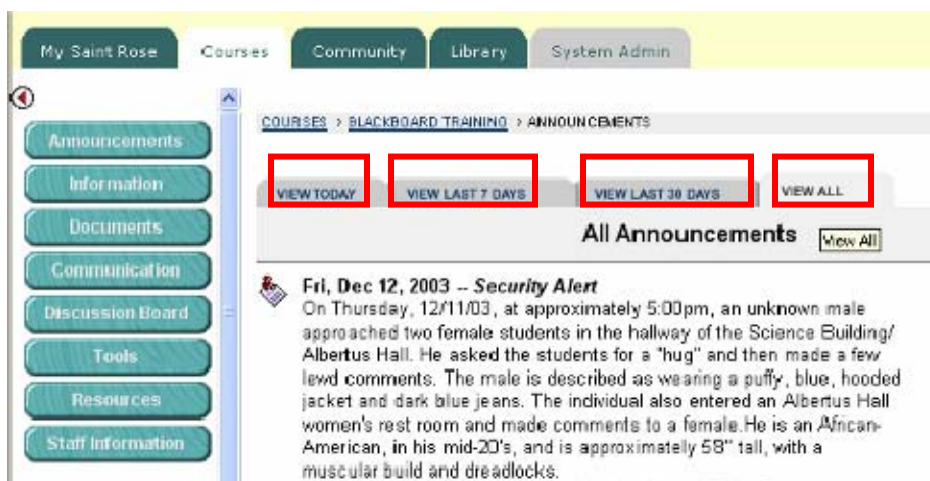 My Saint Rose Courses Community Library System Admin
COURSES > BLACKBOARD TRAINING > ANNOUNCEMENTS
Announcements
Information
Documents
Communication
Discussion Board
Tools
Resources
Staff Information
VIEW TODAY VIEW LAST 7 DAYS VIEW LAST 30 DAYS VIEW ALL
All Announcements
View All
Fri, Dec 12, 2003 -- Security Alert
On Thursday, 12/11/03, at approximately 5:00pm, an unknown male
approached two female students in the hallway of the Science Building/
Albertus Hall. He asked the students for a "hug" and then made a few
lewd comments. The male is described as wearing a puffy, blue, hooded
jacket and dark blue jeans. The individual also entered an Albertus Hall
women's rest room and made comments to a female.He is an African-
American, in his mid-20's, and is approximately 58" tall, with a
muscular build and dreadlocks.